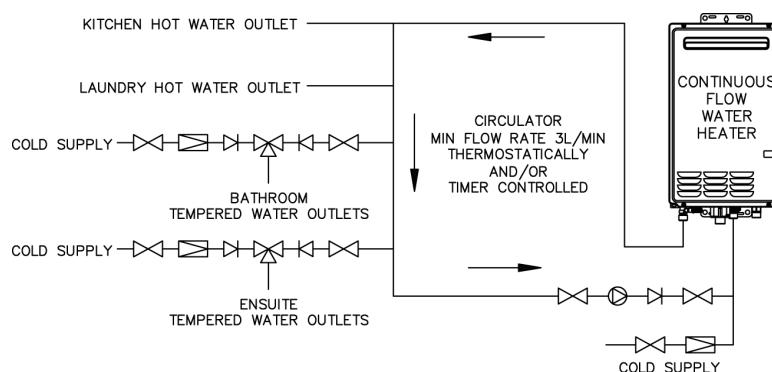 KITCHEN HOT WATER OUTLET
LAUNDRY HOT WATER OUTLET
COLD SUPPLY
BATHROOM
TEMPERED WATER OUTLETS
COLD SUPPLY
ENSUITE
TEMPERED WATER OUTLETS
CIRCULATOR
MIN FLOW RATE 3L/MIN
THERMOSTATICALLY
AND/OR
TIMER CONTROLLED
CONTINUOUS
FLOW
WATER
HEATER
COLD SUPPLY